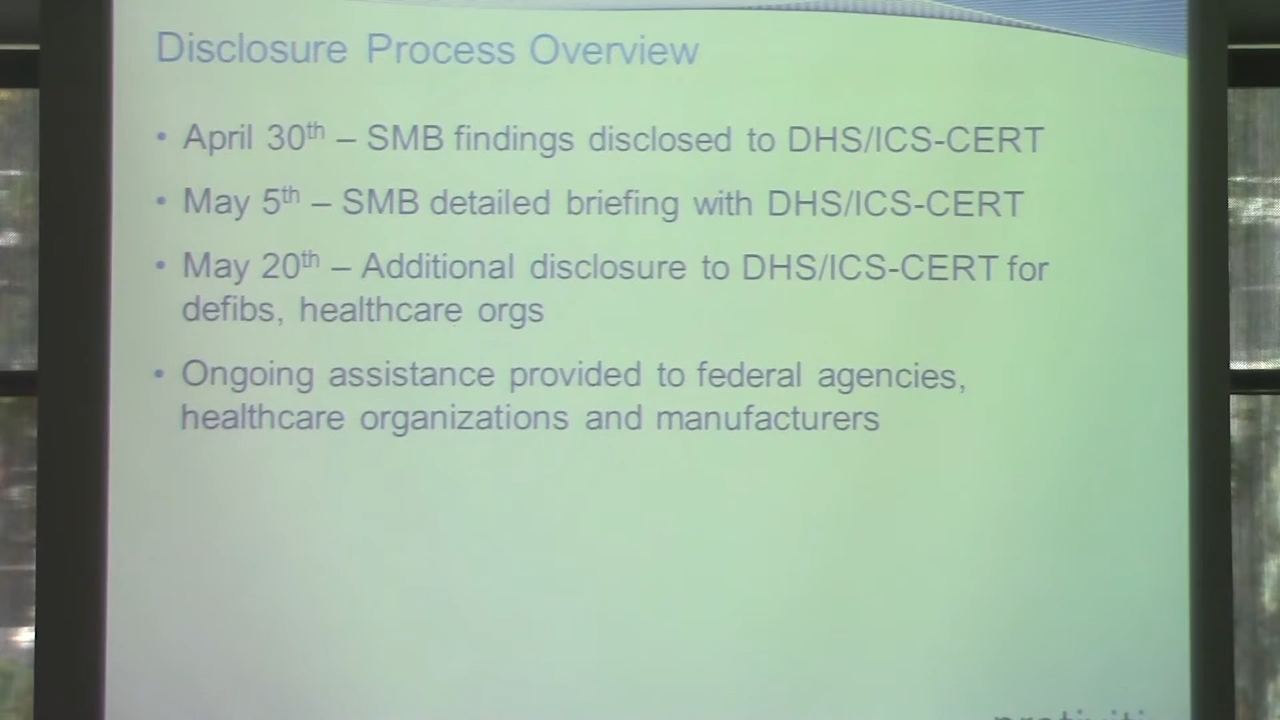 Disclosure Process Overview
• April 30th – SMB findings disclosed to DHS/ICS-CERT
• May 5th – SMB detailed briefing with DHS/ICS-CERT
• May 20th – Additional disclosure to DHS/ICS-CERT for
defibs, healthcare orgs
• Ongoing assistance provided to federal agencies,
healthcare organizations and manufacturers